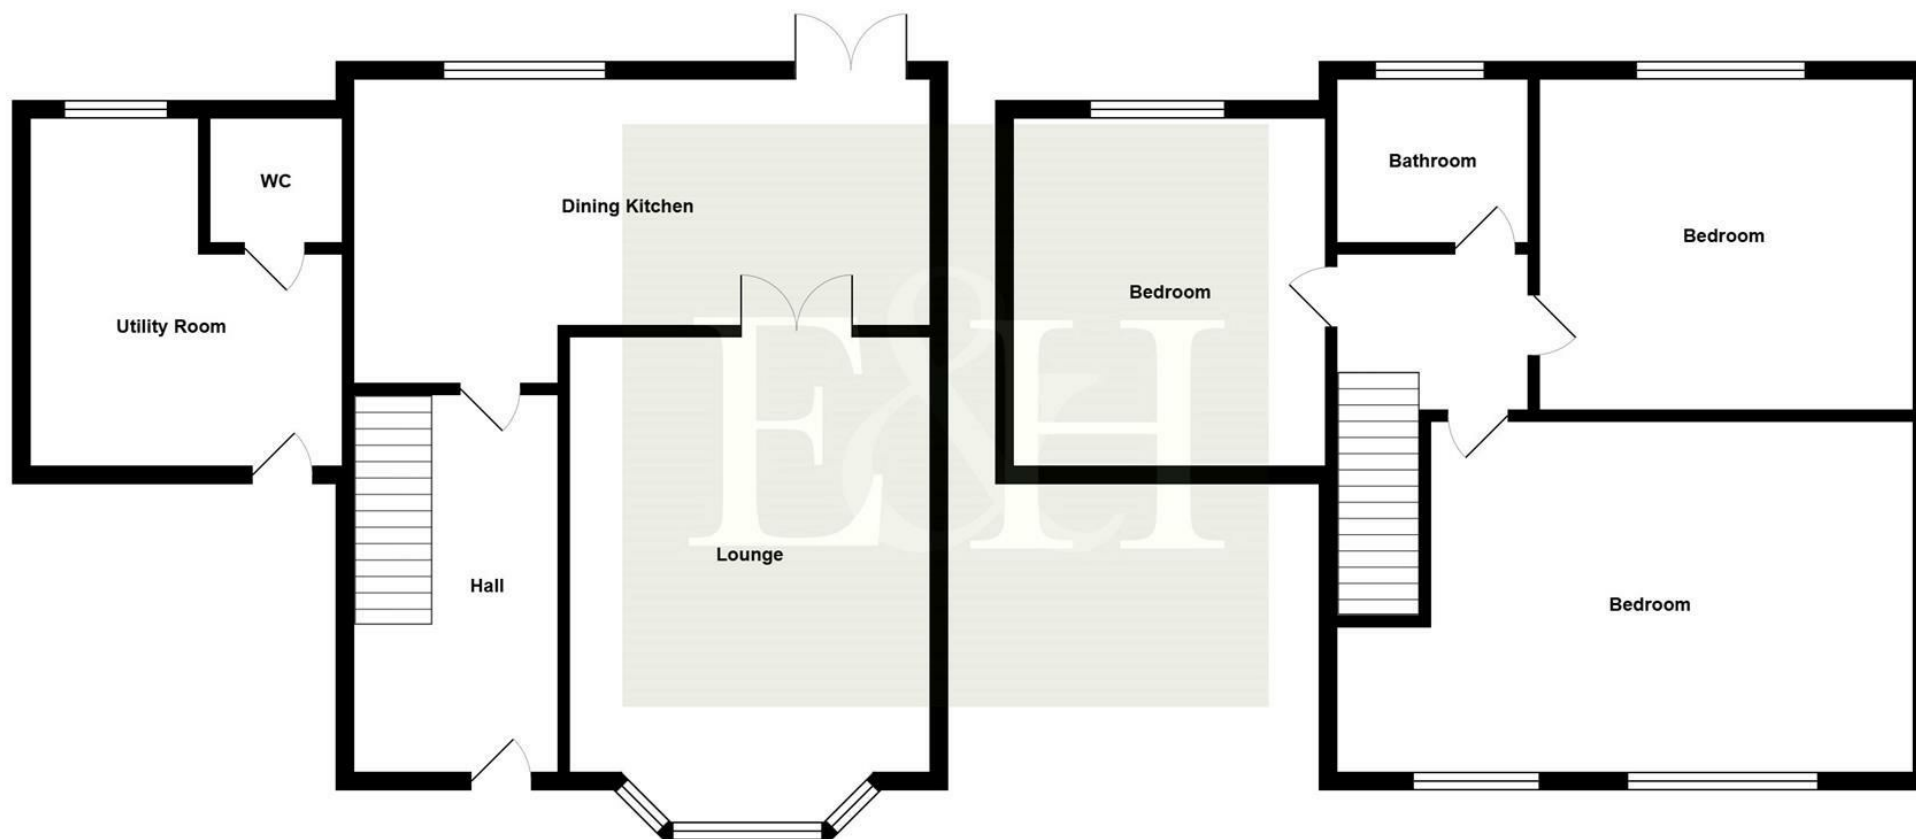 WC
Dining Kitchen
Utility Room
Hall
Lounge
Bathroom
Bedroom
Bedroom
Bedroom
E&H